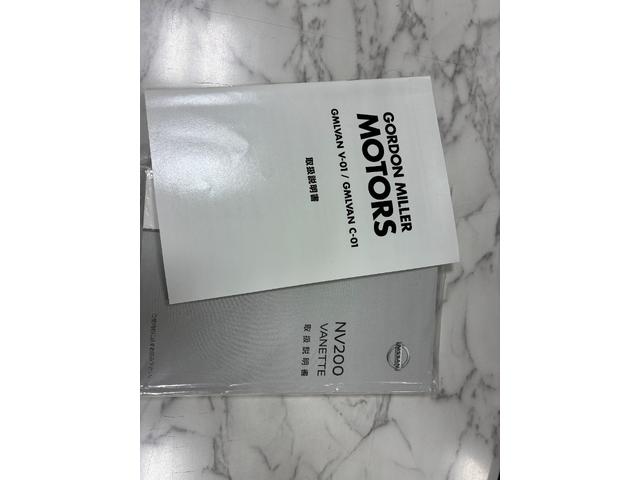 GORDON MILLER
MOTORS
GMLVAN V-01 / GMLVAN C-01
取扱説明書
NISSAN
NV200
VANETTE
取扱説明書